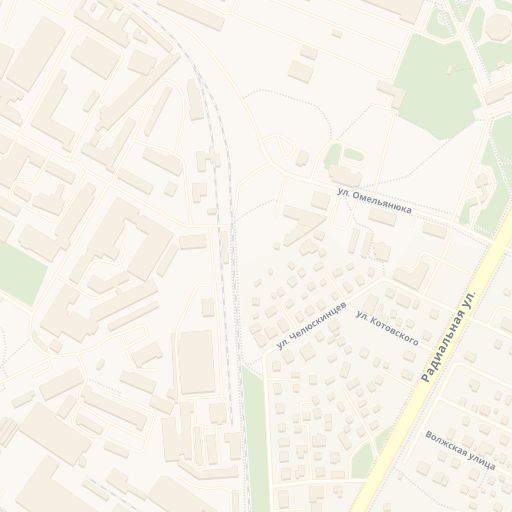 ул. Омельянюка
Радиальная ул.
ул. Челюскинцев
ул. Котовского
Волжская улица